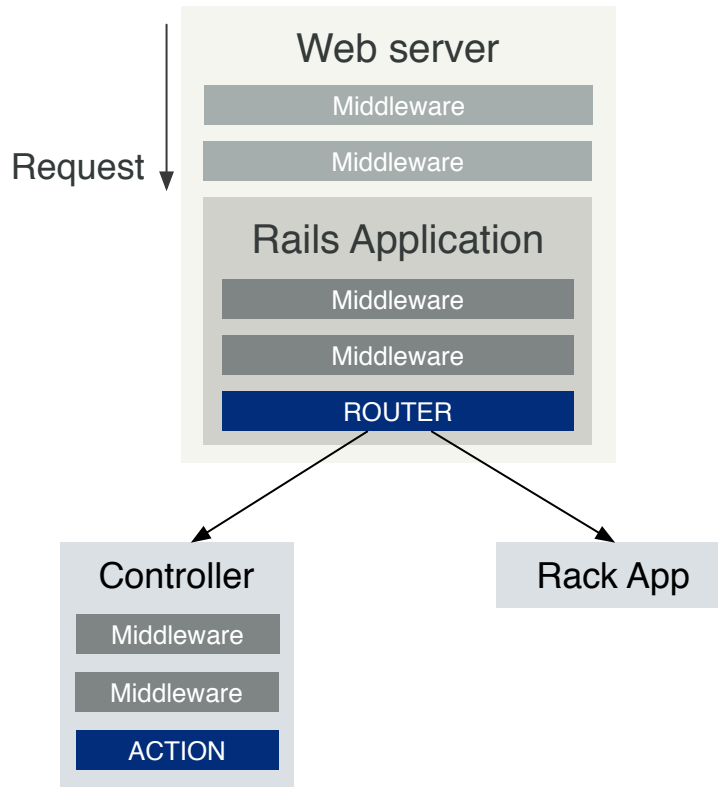 Web server
Middleware
Request
Middleware
Rails Application
Middleware
Middleware
ROUTER
Controller
Middleware
Middleware
ACTION
Rack App